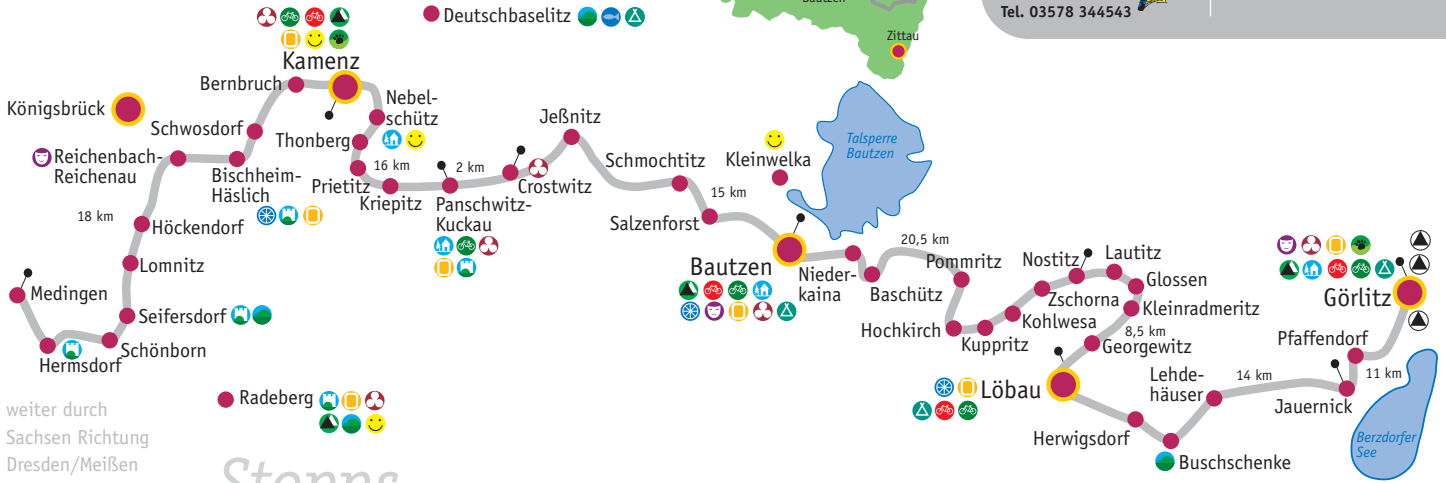 Deutschbaselitz
Bautzen
Tel. 03578 344543
Zittau
Kamenz
Bernbruch
Königsbrück
Nebel-
schütz
Schwosdorf
Thonberg
Jeßnitz
Talsperre
Bautzen
Reichenbach-
Reichenau
Bischheim-
Häslich
Prietitz
16 km
Kriepitz
2 km
Panschwitz-
Kuckau
Crostwitz
Schmochtitz
Kleinwelka
15 km
Salzenforst
18 km
Höckendorf
Lomnitz
Medingen
Seifersdorf
Schönborn
Hermsdorf
Bautzen
Nieder-
kaina
Baschütz
20,5 km
Pommritz
Hochkirch
Kuppritz
Kohlwesa
Zschorna
Nostitz
Lautitz
Glossen
Kleinradmeritz
8,5 km
Georgewitz
Görlitz
Pfaffendorf
11 km
Jauernick
14 km
Lehde-
häuser
Löbau
Herwigsdorf
Buschschenke
Berzdorfer
See
Radeberg
weiter durch
Sachsen Richtung
Dresden/Meißen
Stopps